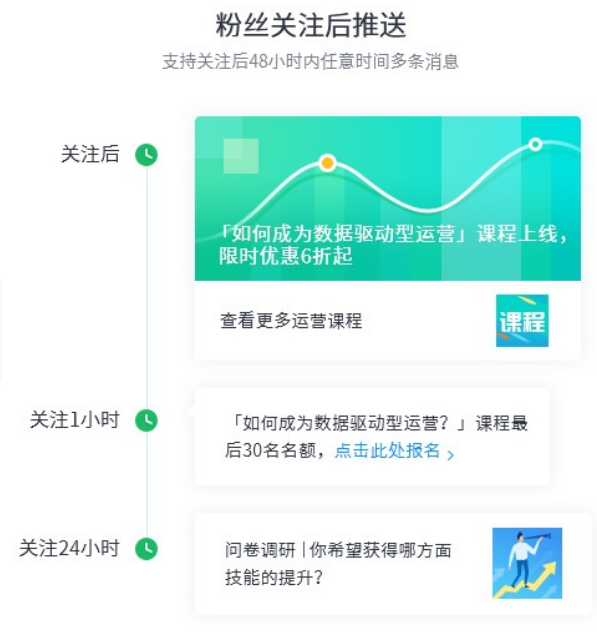 粉丝关注后推送
支持关注后48小时内任意时间多条消息
关注后
「如何成为数据驱动型运营」课程上线，
限时优惠6折起
查看更多运营课程
课程
关注1小时
「如何成为数据驱动型运营？」课程最
后30名名额，点击此处报名 >
关注24小时
问卷调研 | 你希望获得哪方面
技能的提升？